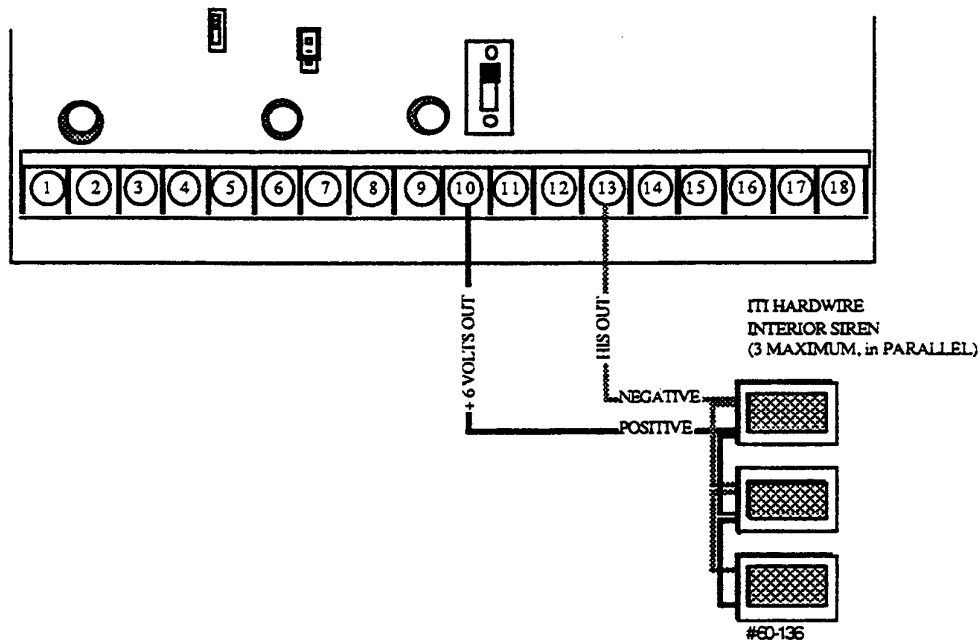 1 2 3 4 5 6 7 8 9 10 11 12 13 14 15 16 17 18
+ 6 VOLTS OUT
HIS OUT
ITI HARDWIRE
INTERIOR SIREN
(3 MAXIMUM, in PARALLEL)
NEGATIVE
POSITIVE
#60-136